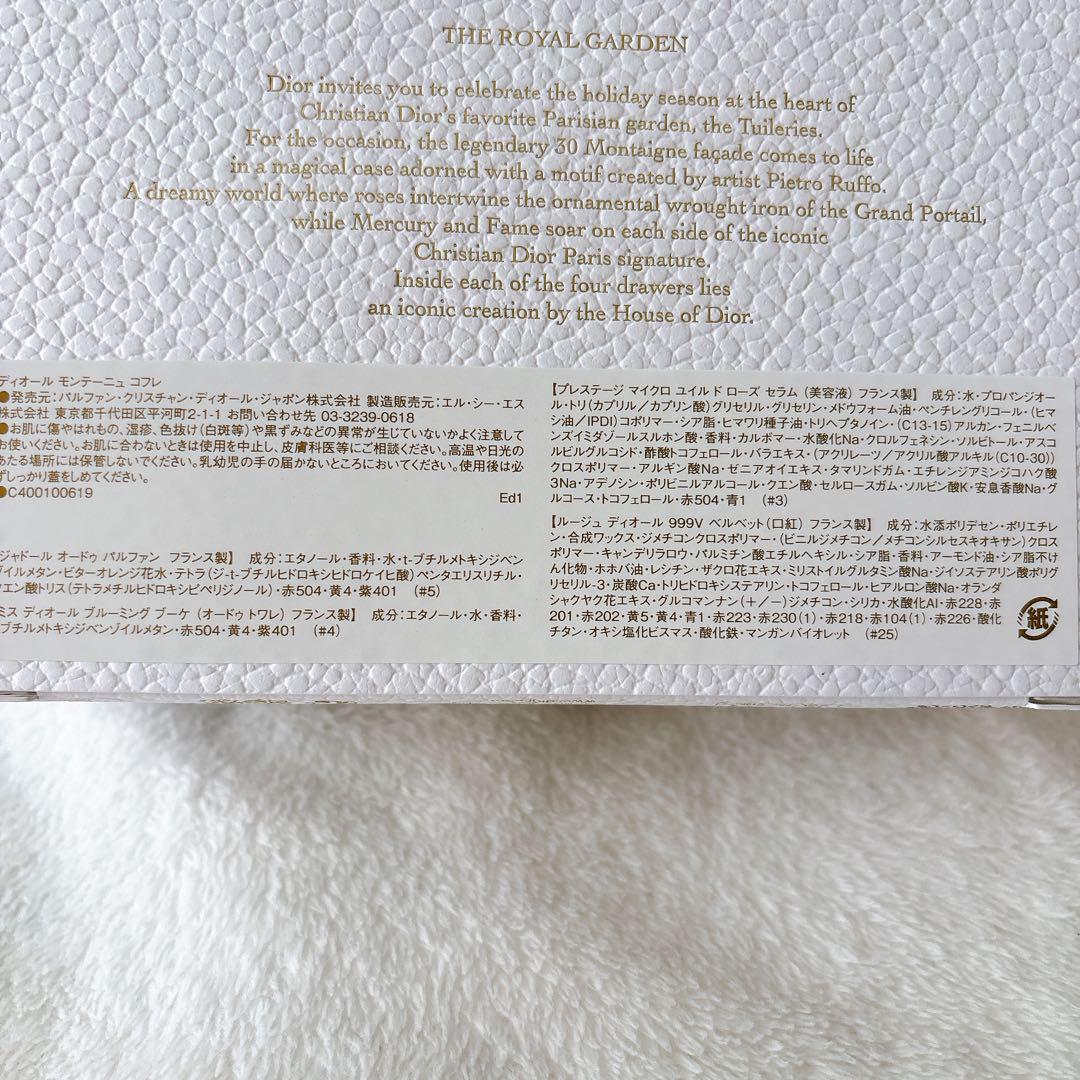 THE ROYAL GARDEN
Dior invites you to celebrate the holiday season at the heart of
Christian Dior's favorite Parisian garden, the Tuileries.
For the occasion, the legendary 30 Montaigne façade comes to life
in a magical case adorned with a motif created by artist Pietro Ruffo.
A dreamy world where roses intertwine the ornamental wrought iron of the Grand Portail,
while Mercury and Fame soar on each side of the iconic
Christian Dior Paris signature.
Inside each of the four drawers lies
an iconic creation by the House of Dior.
ディオール モンテーニュ コフレ
●発売元:パルファン・クリスチャン・ディオール・ジャポン株式会社 製造販売元:エル・シー・エス
株式会社 東京都千代田区平河町2-1-1 お問い合わせ先 03-3239-0618
●お肌に傷やはれもの、湿疹、色抜け(白斑等)や黒ずみなどの異常が生じていないかよく注意して
お使いください。お肌に合わないときは使用を中止し、皮膚科医等にご相談ください。高温や日光の
あたる場所には保管しないでください。乳幼児の手の届かないところにおいてください。使用後は必
ずしっかり蓋をしめてください。
●C400100619
Ed1
ジャドール オードゥ パルファン フランス製】 成分:エタノール・香料・水・t-ブチルメトキシジベン
ゾイルメタン・ビターオレンジ花水・テトラ(ジ-t-ブチルヒドロキシヒドロケイヒ酸)ペンタエリスリチル・
クエン酸トリス(テトラメチルヒドロキシピペリジノール)・赤504・黄4・紫401 (#5)
ミス ディオール ブルーミング ブーケ (オードゥ トワレ) フランス製】 成分:エタノール・水・香料・
ブチルメトキシジベンゾイルメタン・赤504・黄4・紫401 (#4)
【プレステージ マイクロ ユイルド ローズ セラム (美容液) フランス製】 成分:水・プロパンジオー
ル・トリ(カプリル/カプリン酸)グリセリル・グリセリン・メドウフォーム油・ペンチレングリコール・(ヒマ
シ油/IPDI)コポリマー・シア脂・ヒマワリ種子油・トリヘプタノイン・(C13-15)アルカン・フェニルベ
ンズイミダゾールスルホン酸・香料・カルボマー・水酸化Na・クロルフェネシン・ソルビトール・アスコ
ルビルグルコシド・酢酸トコフェロール・バラエキス・(アクリレーツ/アクリル酸アルキル(C10-30))
クロスポリマー・アルギン酸Na・ゼニアオイエキス・タマリンドガム・エチレンジアミンジコハク酸
3Na・アデノシン・ポリビニルアルコール・クエン酸・セルロースガム・ソルビン酸K・安息香酸Na・グ
ルコース・トコフェロール・赤504・青1 (#3)
【ルージュ ディオール 999V ベルベット(口紅) フランス製】 成分:水添ポリデセン・ポリエチレ
ン・合成ワックス・ジメチコンクロスポリマー・(ビニルジメチコン/メチコンシルセスキオキサン)クロス
ポリマー・キャンデリラロウ・パルミチン酸エチルヘキシル・シア脂・香料・アーモンド油・シア脂不け
ん化物・ホホバ油・レシチン・ザクロ花エキス・ミリストイルグルタミン酸Na・ジイソステアリン酸ポリグ
リセリル-3・炭酸Ca・トリヒドロキシステアリン・トコフェロール・ヒアルロン酸Na・オランダ
シャクヤク花エキス・グルコマンナン(+/-)ジメチコン・シリカ・水酸化Al・赤228・赤
201・赤202・黄5・黄4・青1・赤223・赤230(1)・赤218・赤104(1)・赤226・酸化
チタン・オキシ塩化ビスマス・酸化鉄・マンガンバイオレット (#25)
紙